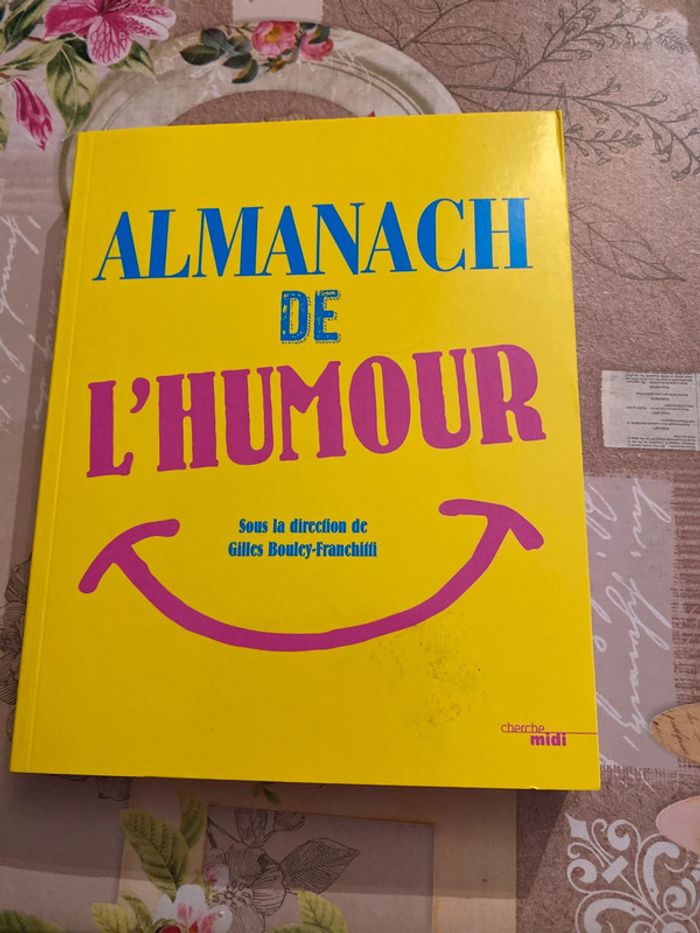 ALMANACH
DE
L'HUMOUR
Sous la direction de
Gilles Bouley-Franchitti
cherche
midi